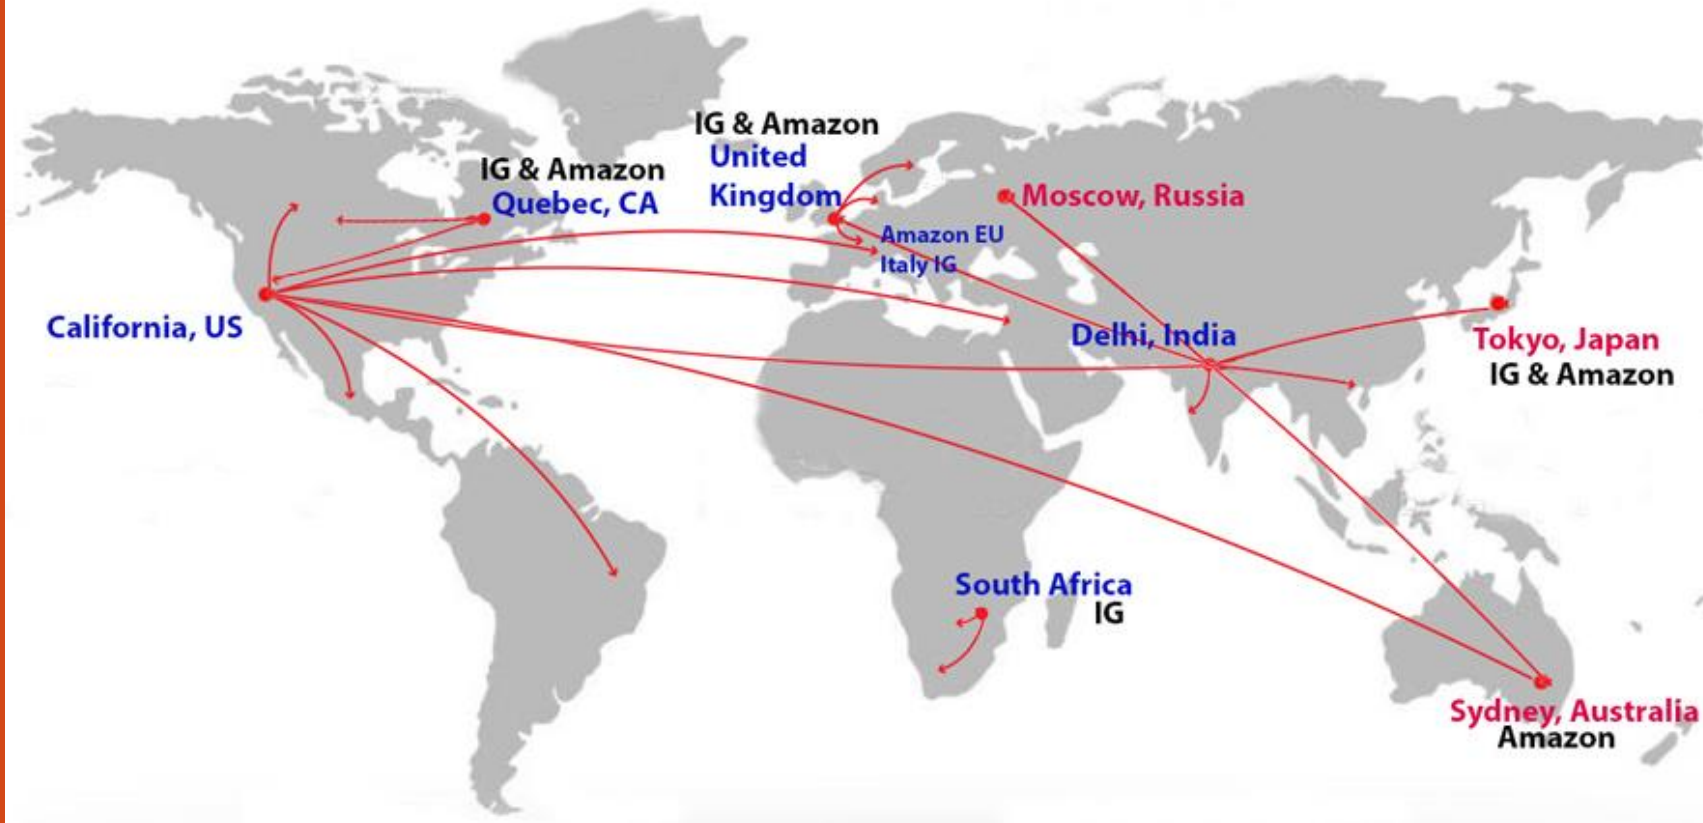 IG & Amazon
United
Kingdom
IG & Amazon
Quebec, CA
Moscow, Russia
Amazon EU
Italy IG
California, US
Delhi, India
Tokyo, Japan
IG & Amazon
South Africa
IG
Sydney, Australia
Amazon